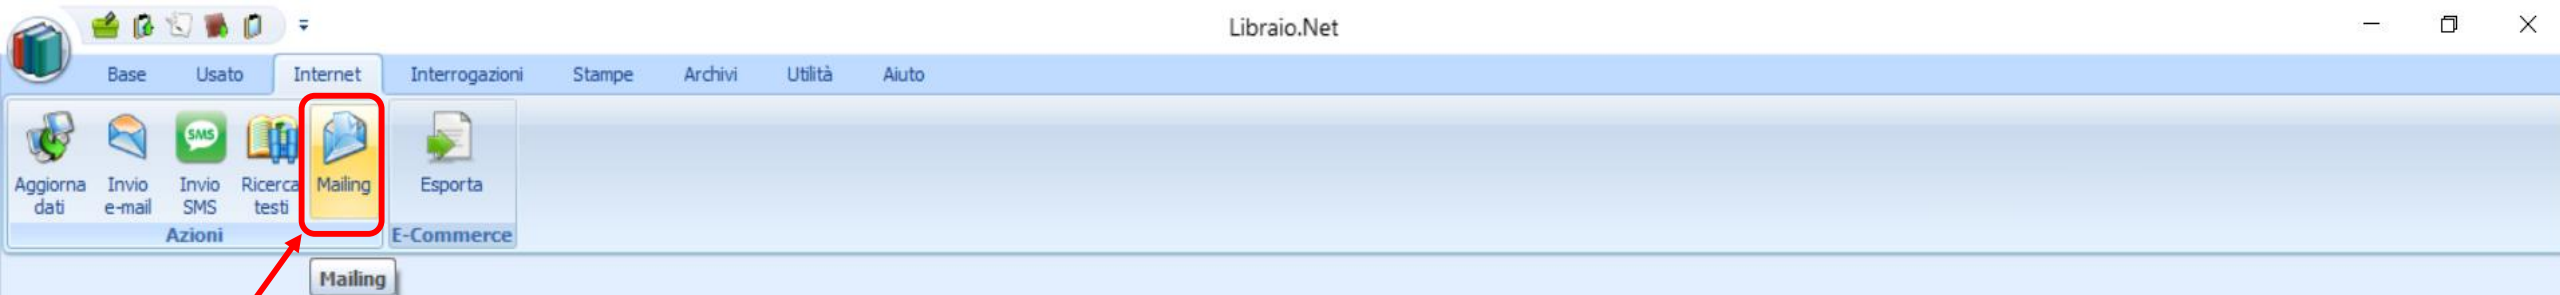 Libraio.Net
Base Usato Internet Interrogazioni Stampe Archivi Utilità Aiuto
SMS
Aggiorna dati
Invio e-mail
Invio SMS
Ricerca testi
Mailing
Esporta
Azioni
E-Commerce
Mailing